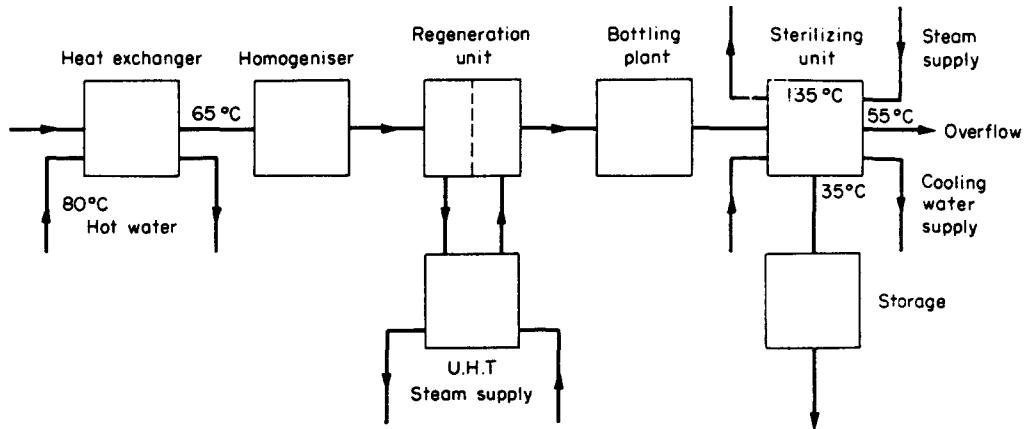 Heat exchanger
Homogeniser
Regeneration
unit
Bottling
plant
Sterilizing
unit
Steam
supply
65°C
135°C
55°C
Overflow
80°C
Hot water
35°C
Cooling
water
supply
Storage
U.H.T
Steam supply